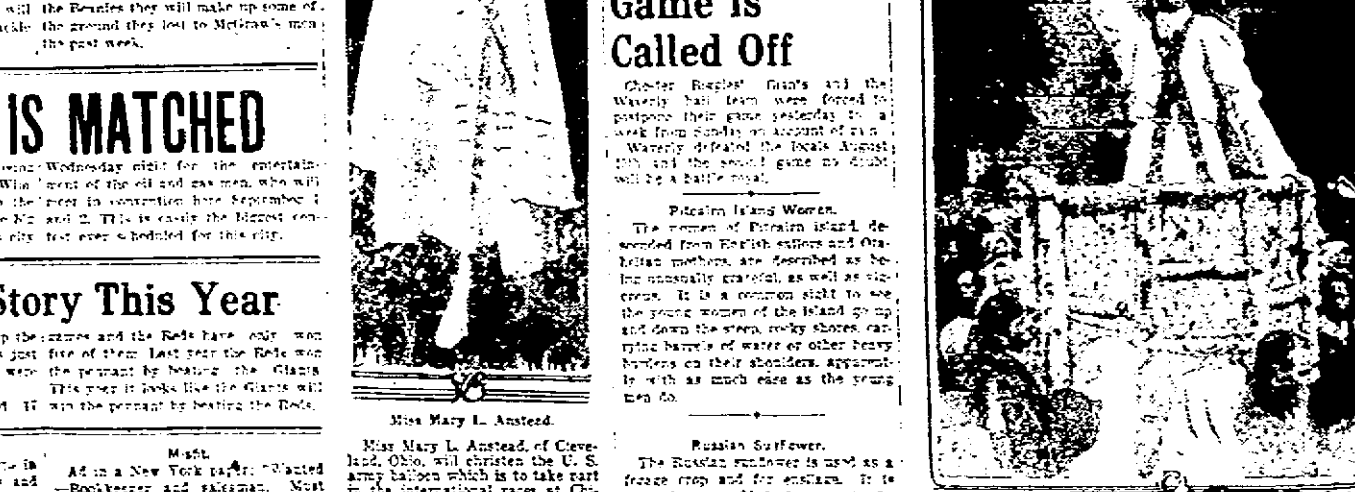 will the Beanies they will make up some of
the ground they lost to McGraw's men
the past week.
IS MATCHED
Wednesday night for the entertain-
ment of the oil and gas men, who will
meet in convention here September 1
and 2. This is easily the biggest con-
city test ever scheduled for this city.
Story This Year
the games and the Reds have only won
just five of them. Last year the Reds won
were the pennant by beating the Giants.
This year it looks like the Giants will
win the pennant by beating the Reds.
Misfit.
Ad in a New York paper: "Wanted
—Bookkeeper and salesman. Must
Miss Mary L. Anstead.
Miss Mary L. Anstead, of Cleve-
land, Ohio, will christen the U. S.
army balloon which is to take part
in the international races at Chi-
Game is
Called Off
Chester Giants and the
Waverly ball team were forced to
postpone their game yesterday to a
week from Sunday on account of rain.
Waverly defeated the locals August
and the second game no doubt
will be a battle royal.
Pitcairn Island Women.
The women of Pitcairn island, de-
scended from English sailors and Ota-
heitan mothers, are described as be-
ing unusually graceful, as well as vig-
orous. It is a common sight to see
the young women of the island go up
and down the steep, rocky shores, car-
rying barrels of water or other heavy
burdens on their shoulders, apparent-
ly with as much ease as the young
men do.
Russian Sunflower.
The Russian sunflower is used as a
forage crop and for ensilage. It is